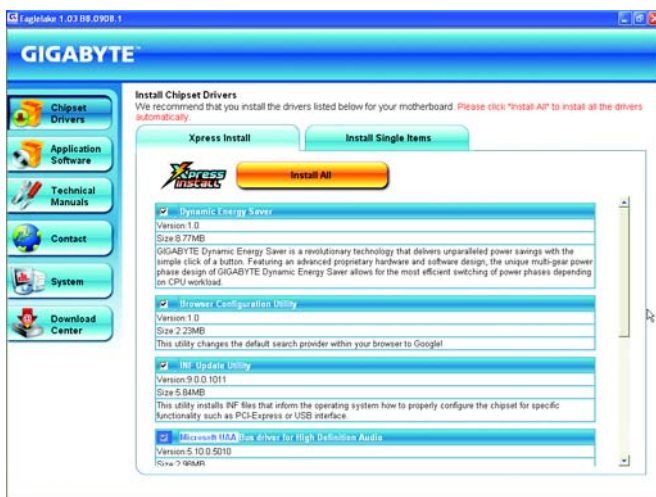 Eaglelake 1.03 B8.0908.1
GIGABYTE™
Chipset
Drivers
Application
Software
Technical
Manuals
Contact
System
Download
Center
Install Chipset Drivers
We recommend that you install the drivers listed below for your motherboard. Please click "Install All" to install all the drivers
automatically.
Xpress Install
Install Single Items
Xpress
Install
Install All
Dynamic Energy Saver
Version:1.0
Size:8.77MB
GIGABYTE Dynamic Energy Saver is a revolutionary technology that delivers unparalleled power savings with the
simple click of a button. Featuring an advanced proprietary hardware and software design, the unique multi-gear power
phase design of GIGABYTE Dynamic Energy Saver allows for the most efficient switching of power phases depending
on CPU workload.
Browser Configuration Utility
Version:1.0
Size:2.23MB
This utility changes the default search provider within your browser to Google!
INF Update Utility
Version:9.0.0.1011
Size:5.84MB
This utility installs INF files that inform the operating system how to properly configure the chipset for specific
functionality such as PCI-Express or USB interface.
Microsoft UAA Bus driver for High Definition Audio
Version:5.10.0.5010
Size:2.98MB